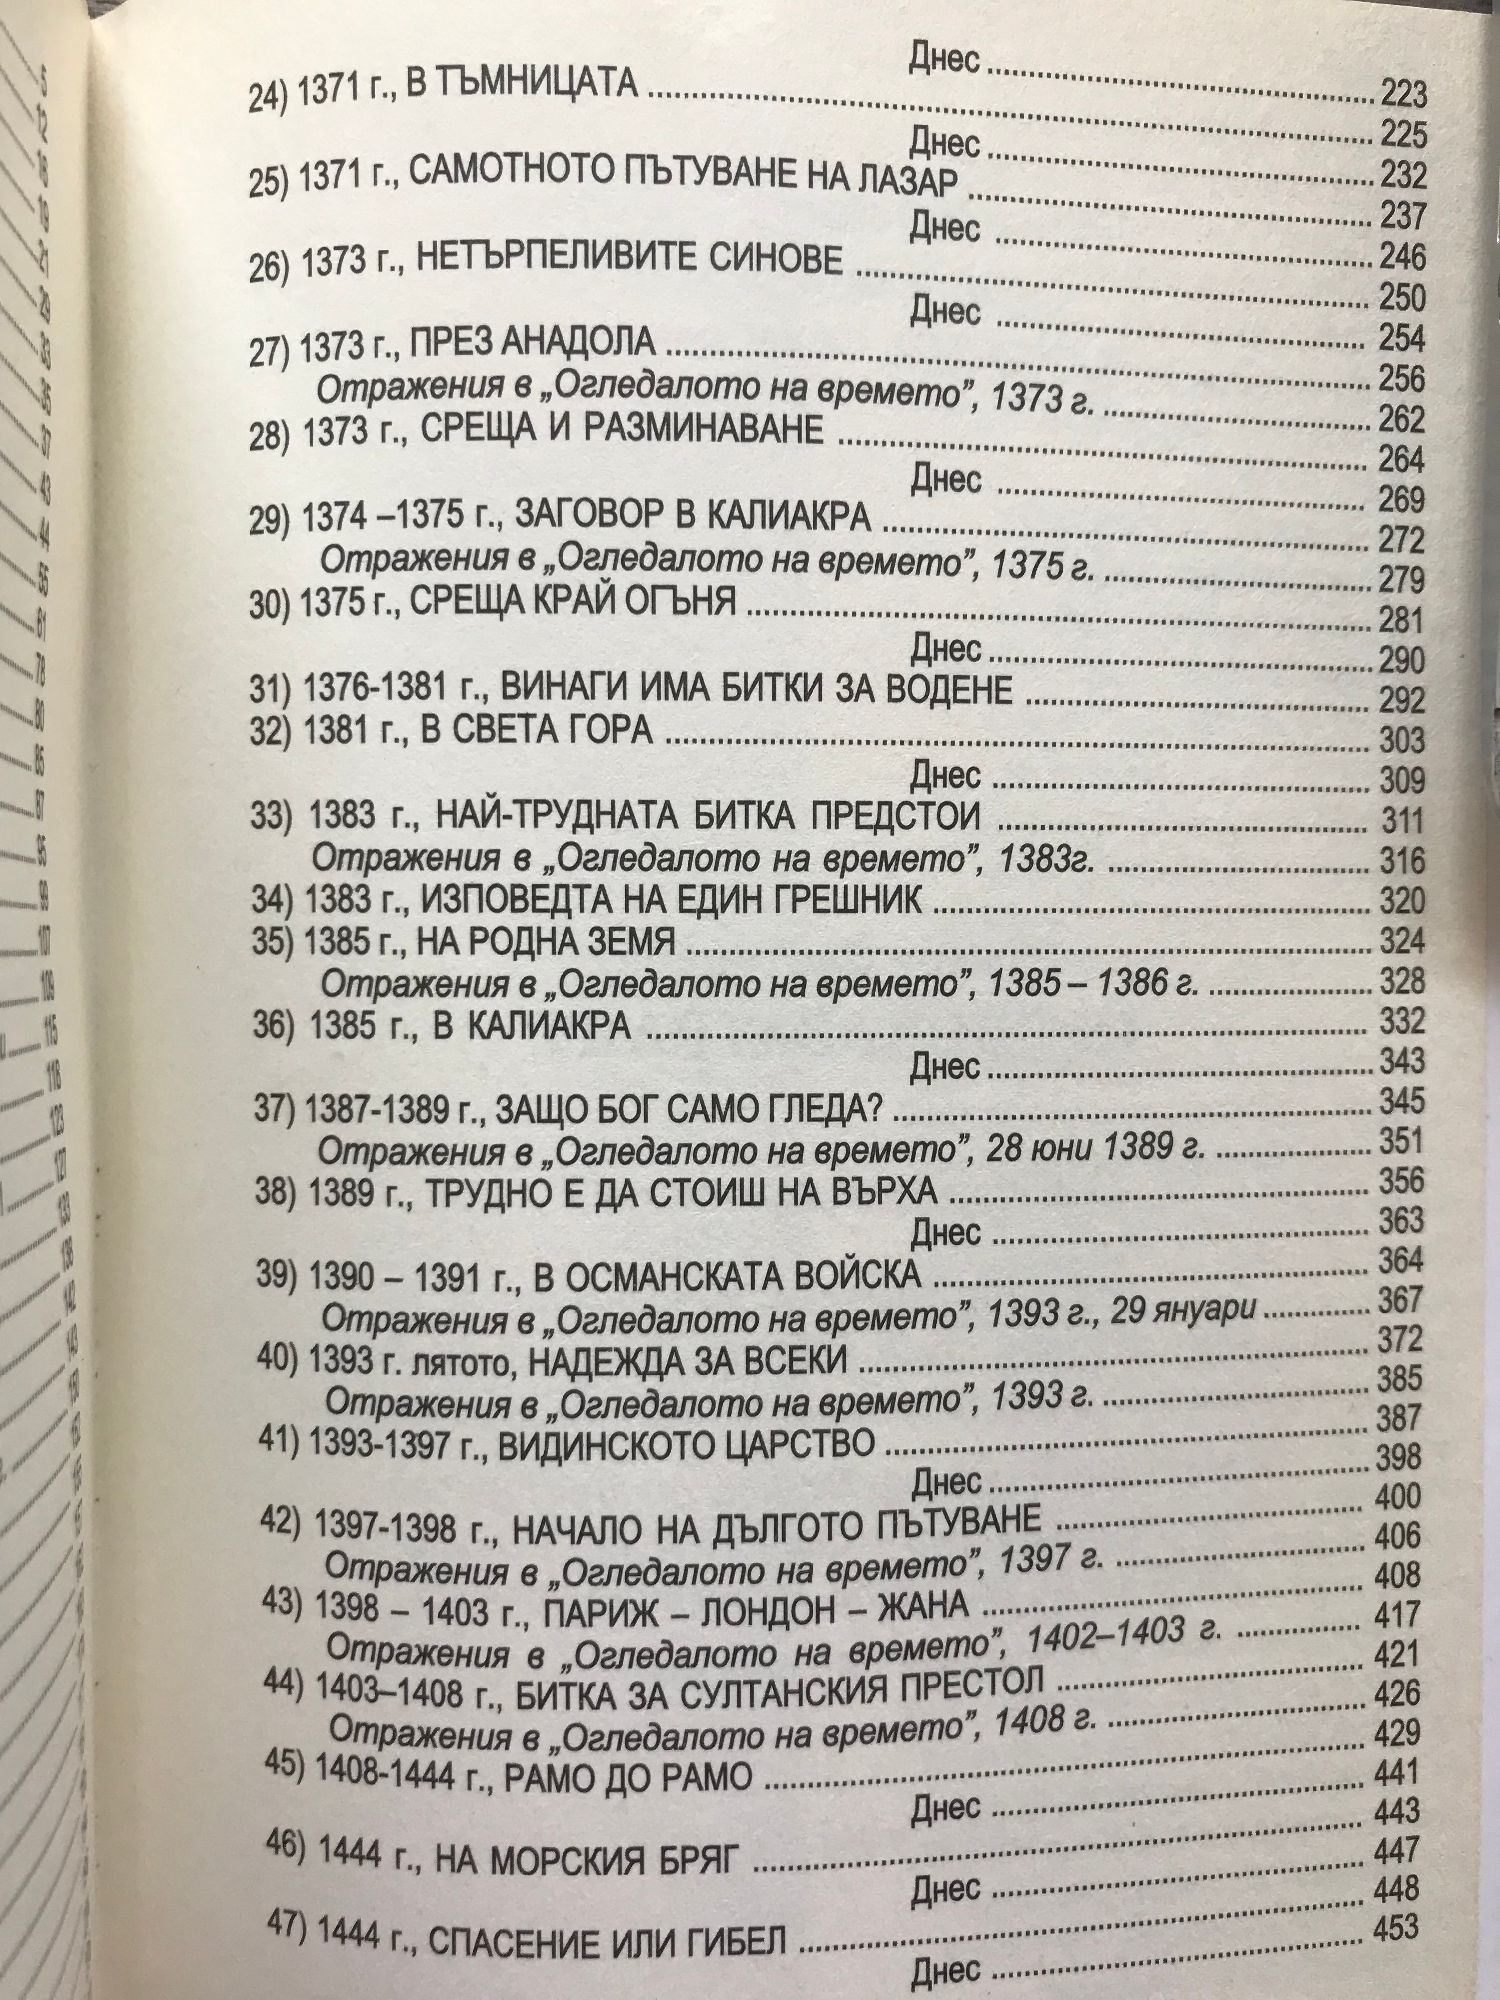 Днес ... 223
24) 1371 г., В ТЪМНИЦАТА ... 225
Днес ... 232
25) 1371 г., САМОТНОТО ПЪТУВАНЕ НА ЛАЗАР ... 237
Днес ... 246
26) 1373 г., НЕТЪРПЕЛИВИТЕ СИНОВЕ ... 250
Днес ... 254
27) 1373 г., ПРЕЗ АНАДОЛА ... 256
Отражения в „Огледалото на времето”, 1373 г. ... 262
28) 1373 г., СРЕЩА И РАЗМИНАВАНЕ ... 264
Днес ... 269
29) 1374 –1375 г., ЗАГОВОР В КАЛИАКРА ... 272
Отражения в „Огледалото на времето”, 1375 г. ... 279
30) 1375 г., СРЕЩА КРАЙ ОГЪНЯ ... 281
Днес ... 290
31) 1376-1381 г., ВИНАГИ ИМА БИТКИ ЗА ВОДЕНЕ ... 292
32) 1381 г., В СВЕТА ГОРА ... 303
Днес ... 309
33) 1383 г., НАЙ-ТРУДНАТА БИТКА ПРЕДСТОИ ... 311
Отражения в „Огледалото на времето”, 1383г. ... 316
34) 1383 г., ИЗПОВЕДТА НА ЕДИН ГРЕШНИК ... 320
35) 1385 г., НА РОДНА ЗЕМЯ ... 324
Отражения в „Огледалото на времето”, 1385 – 1386 г. ... 328
36) 1385 г., В КАЛИАКРА ... 332
Днес ... 343
37) 1387-1389 г., ЗАЩО БОГ САМО ГЛЕДА? ... 345
Отражения в „Огледалото на времето”, 28 юни 1389 г. ... 351
38) 1389 г., ТРУДНО Е ДА СТОИШ НА ВЪРХА ... 356
Днес ... 363
39) 1390 – 1391 г., В ОСМАНСКАТА ВОЙСКА ... 364
Отражения в „Огледалото на времето”, 1393 г., 29 януари ... 367
40) 1393 г. лятото, НАДЕЖДА ЗА ВСЕКИ ... 372
Отражения в „Огледалото на времето”, 1393 г. ... 385
41) 1393-1397 г., ВИДИНСКОТО ЦАРСТВО ... 387
Днес ... 398
42) 1397-1398 г., НАЧАЛО НА ДЪЛГОТО ПЪТУВАНЕ ... 400
Отражения в „Огледалото на времето”, 1397 г. ... 406
43) 1398 – 1403 г., ПАРИЖ – ЛОНДОН – ЖАНА ... 408
Отражения в „Огледалото на времето”, 1402–1403 г. ... 417
44) 1403–1408 г., БИТКА ЗА СУЛТАНСКИЯ ПРЕСТОЛ ... 421
Отражения в „Огледалото на времето”, 1408 г. ... 426
45) 1408-1444 г., РАМО ДО РАМО ... 429
Днес ... 441
46) 1444 г., НА МОРСКИЯ БРЯГ ... 443
Днес ... 447
47) 1444 г., СПАСЕНИЕ ИЛИ ГИБЕЛ ... 448
Днес ... 453